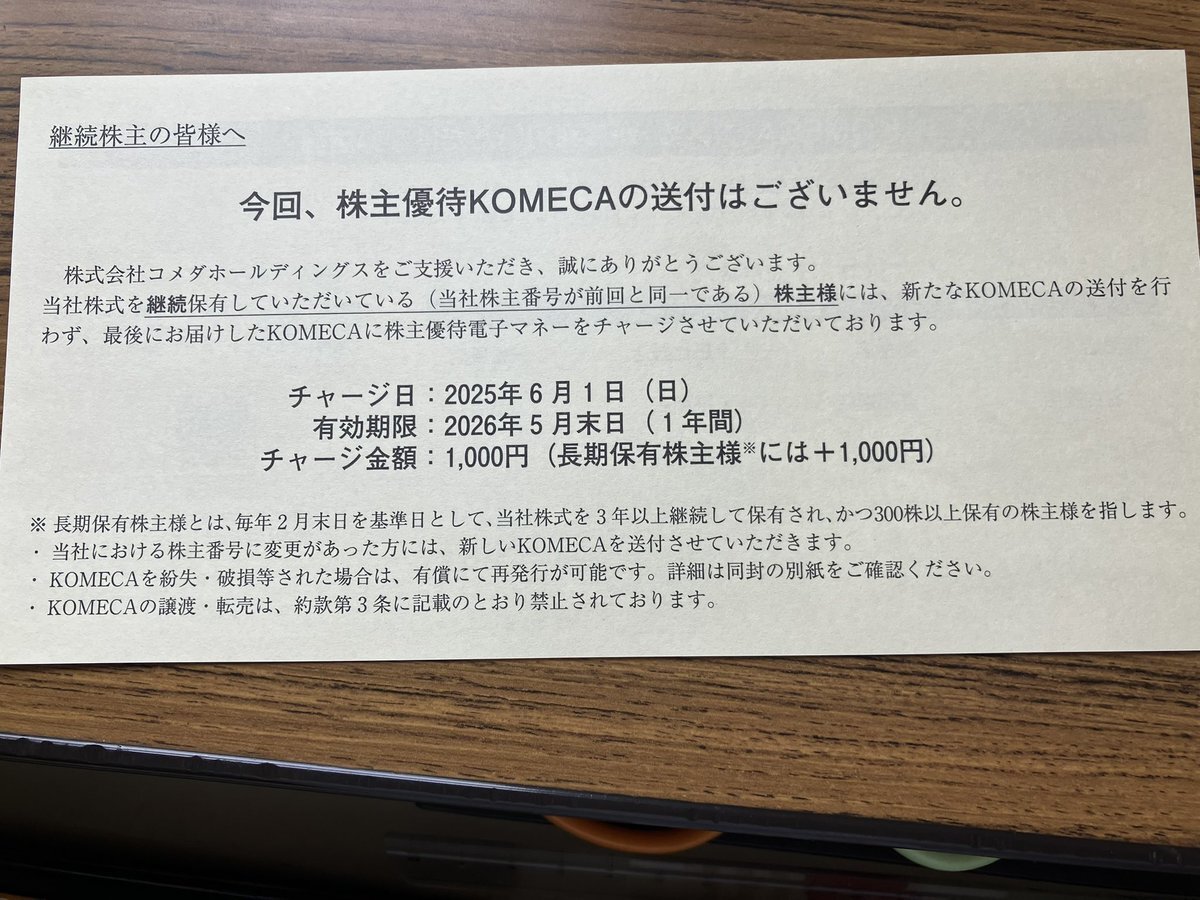 継続株主の皆様へ
今回、株主優待KOMECAの送付はございません。
株式会社コメダホールディングスをご支援いただき、誠にありがとうございます。
当社株式を継続保有していただいている（当社株主番号が前回と同一である）株主様には、新たなKOMECAの送付を行
わず、最後にお届けしたKOMECAに株主優待電子マネーをチャージさせていただいております。
チャージ日：2025年6月1日（日）
有効期限：2026年5月末日（1年間）
チャージ金額：1,000円（長期保有株主様※には＋1,000円）
※ 長期保有株主様とは、毎年2月末日を基準日として、当社株式を3年以上継続して保有され、かつ300株以上保有の株主様を指します。
・当社における株主番号に変更があった方には、新しいKOMECAを送付させていただきます。
・KOMECAを紛失・破損等された場合は、有償にて再発行が可能です。詳細は同封の別紙をご確認ください。
・KOMECAの譲渡・転売は、約款第3条に記載のとおり禁止されております。